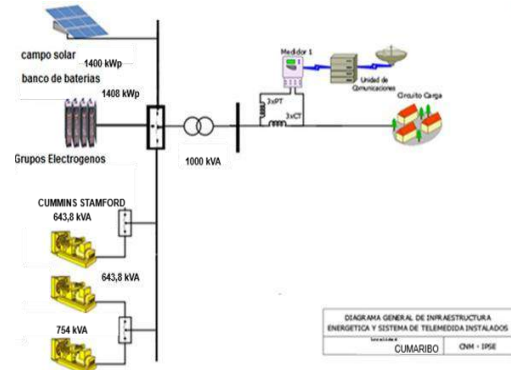 campo solar
1400 kWp
banco de baterias
1408 kWp
Grupos Electrogenos
1000 kVA
Medidor 1
Unidad de
Comunicaciones
Circuito Carga
3xPT
3xCT
CUMMINS STAMFORD
643,8 kVA
643,8 kVA
754 kVA
DIAGRAMA GENERAL DE INFRAESTRUCTURA
ENERGETICA Y SISTEMA DE TELEMEDIDA INSTALADOS
Localidad
CUMARIBO
CNM - IPSE